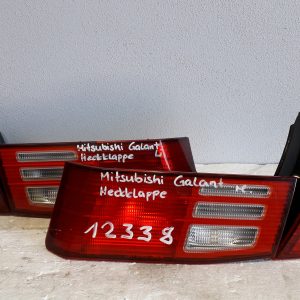 Mitsubishi Galant L
Heckklappe
Mitsubishi Galant R
Heckklappe
12338